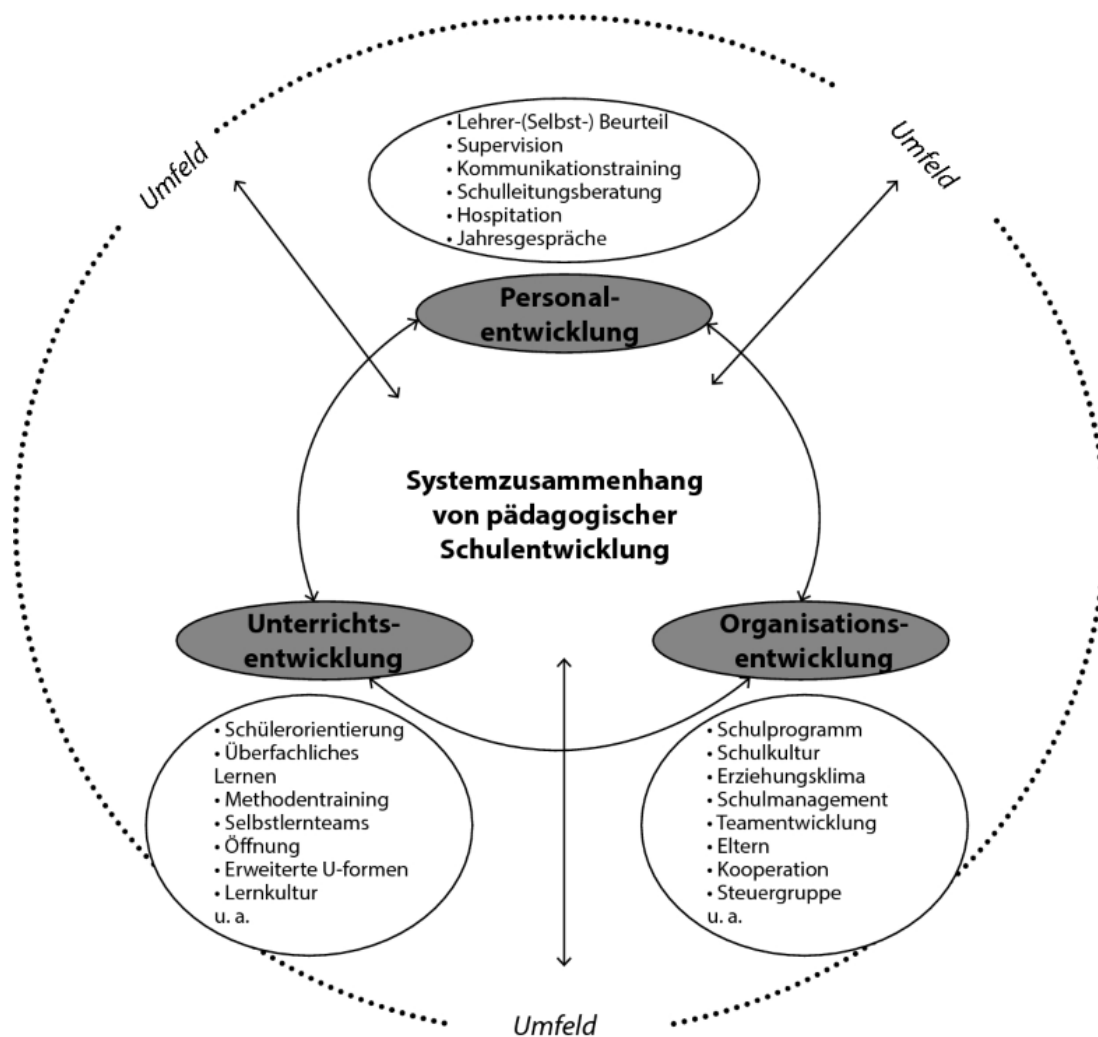 Umfeld
Umfeld
• Lehrer-(Selbst-) Beurteil
• Supervision
• Kommunikationstraining
• Schulleitungsberatung
• Hospitation
• Jahresgespräche
Personal-
entwicklung
Systemzusammenhang
von pädagogischer
Schulentwicklung
Unterrichts-
entwicklung
• Schülerorientierung
• Überfachliches
Lernen
• Methodentraining
• Selbstlernteams
• Öffnung
• Erweiterte U-formen
• Lernkultur
u. a.
Organisations-
entwicklung
• Schulprogramm
• Schulkultur
• Erziehungsklima
• Schulmanagement
• Teamentwicklung
• Eltern
• Kooperation
• Steuergruppe
u. a.
Umfeld